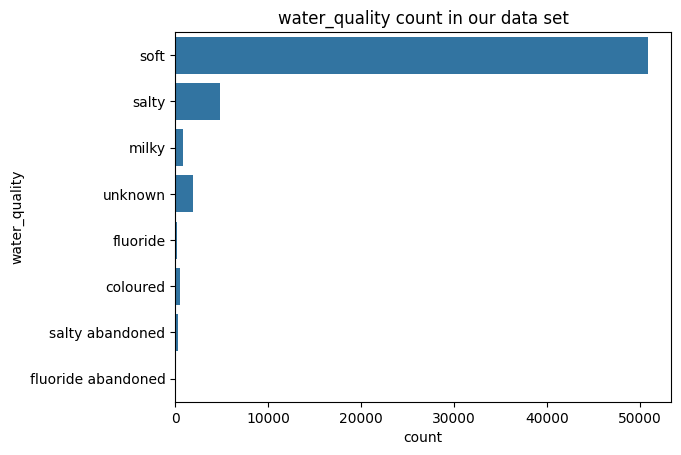 water_quality count in our data set
water_quality
soft
salty
milky
unknown
fluoride
coloured
salty abandoned
fluoride abandoned
0 10000 20000 30000 40000 50000
count